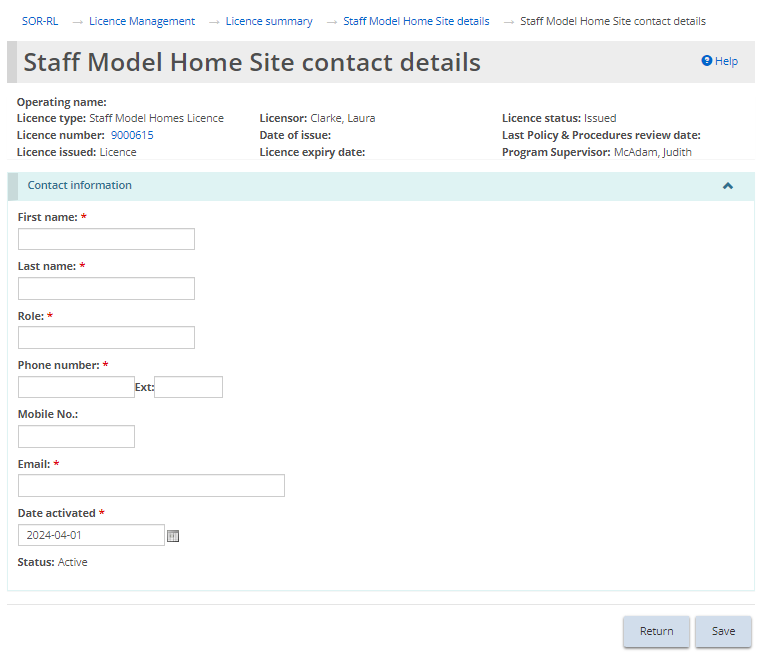 SOR-RL → Licence Management → Licence summary → Staff Model Home Site details → Staff Model Home Site contact details
Staff Model Home Site contact details
Help
Operating name:
Licence type: Staff Model Homes Licence Licensor: Clarke, Laura Licence status: Issued
Licence number: 9000615 Date of issue: Last Policy & Procedures review date:
Licence issued: Licence Licence expiry date: Program Supervisor: McAdam, Judith
Contact information
First name: *
Last name: *
Role: *
Phone number: *
Ext:
Mobile No.:
Email: *
Date activated *
2024-04-01
Status: Active
Return Save